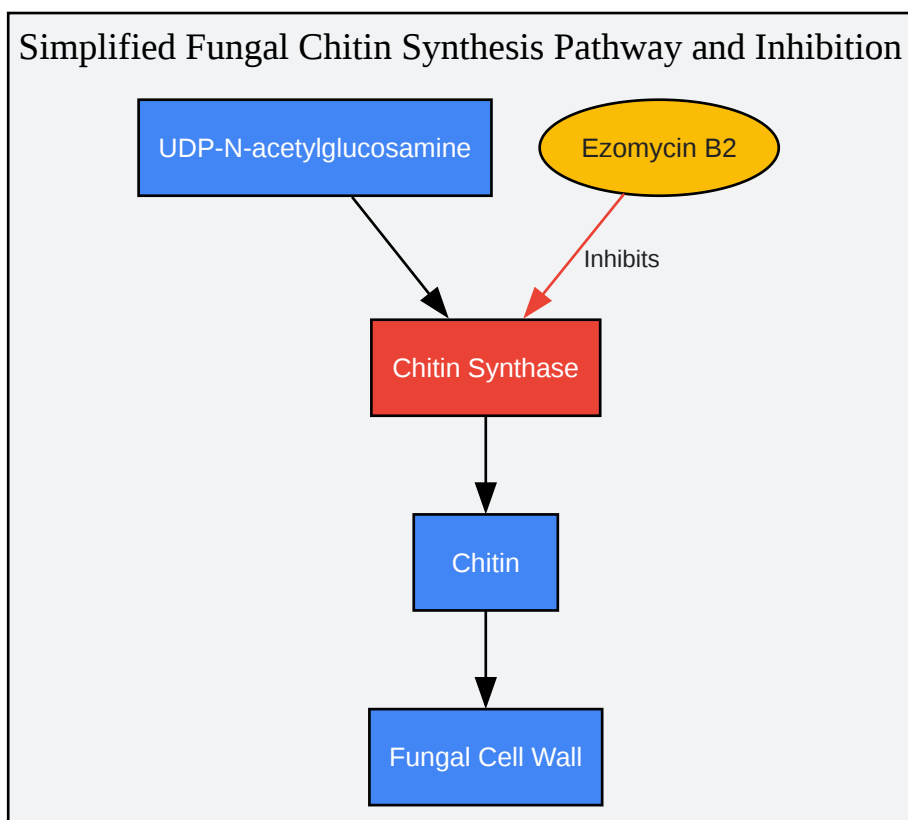 Simplified Fungal Chitin Synthesis Pathway and Inhibition
UDP-N-acetylglucosamine
Ezomycin B2
Inhibits
Chitin Synthase
Chitin
Fungal Cell Wall